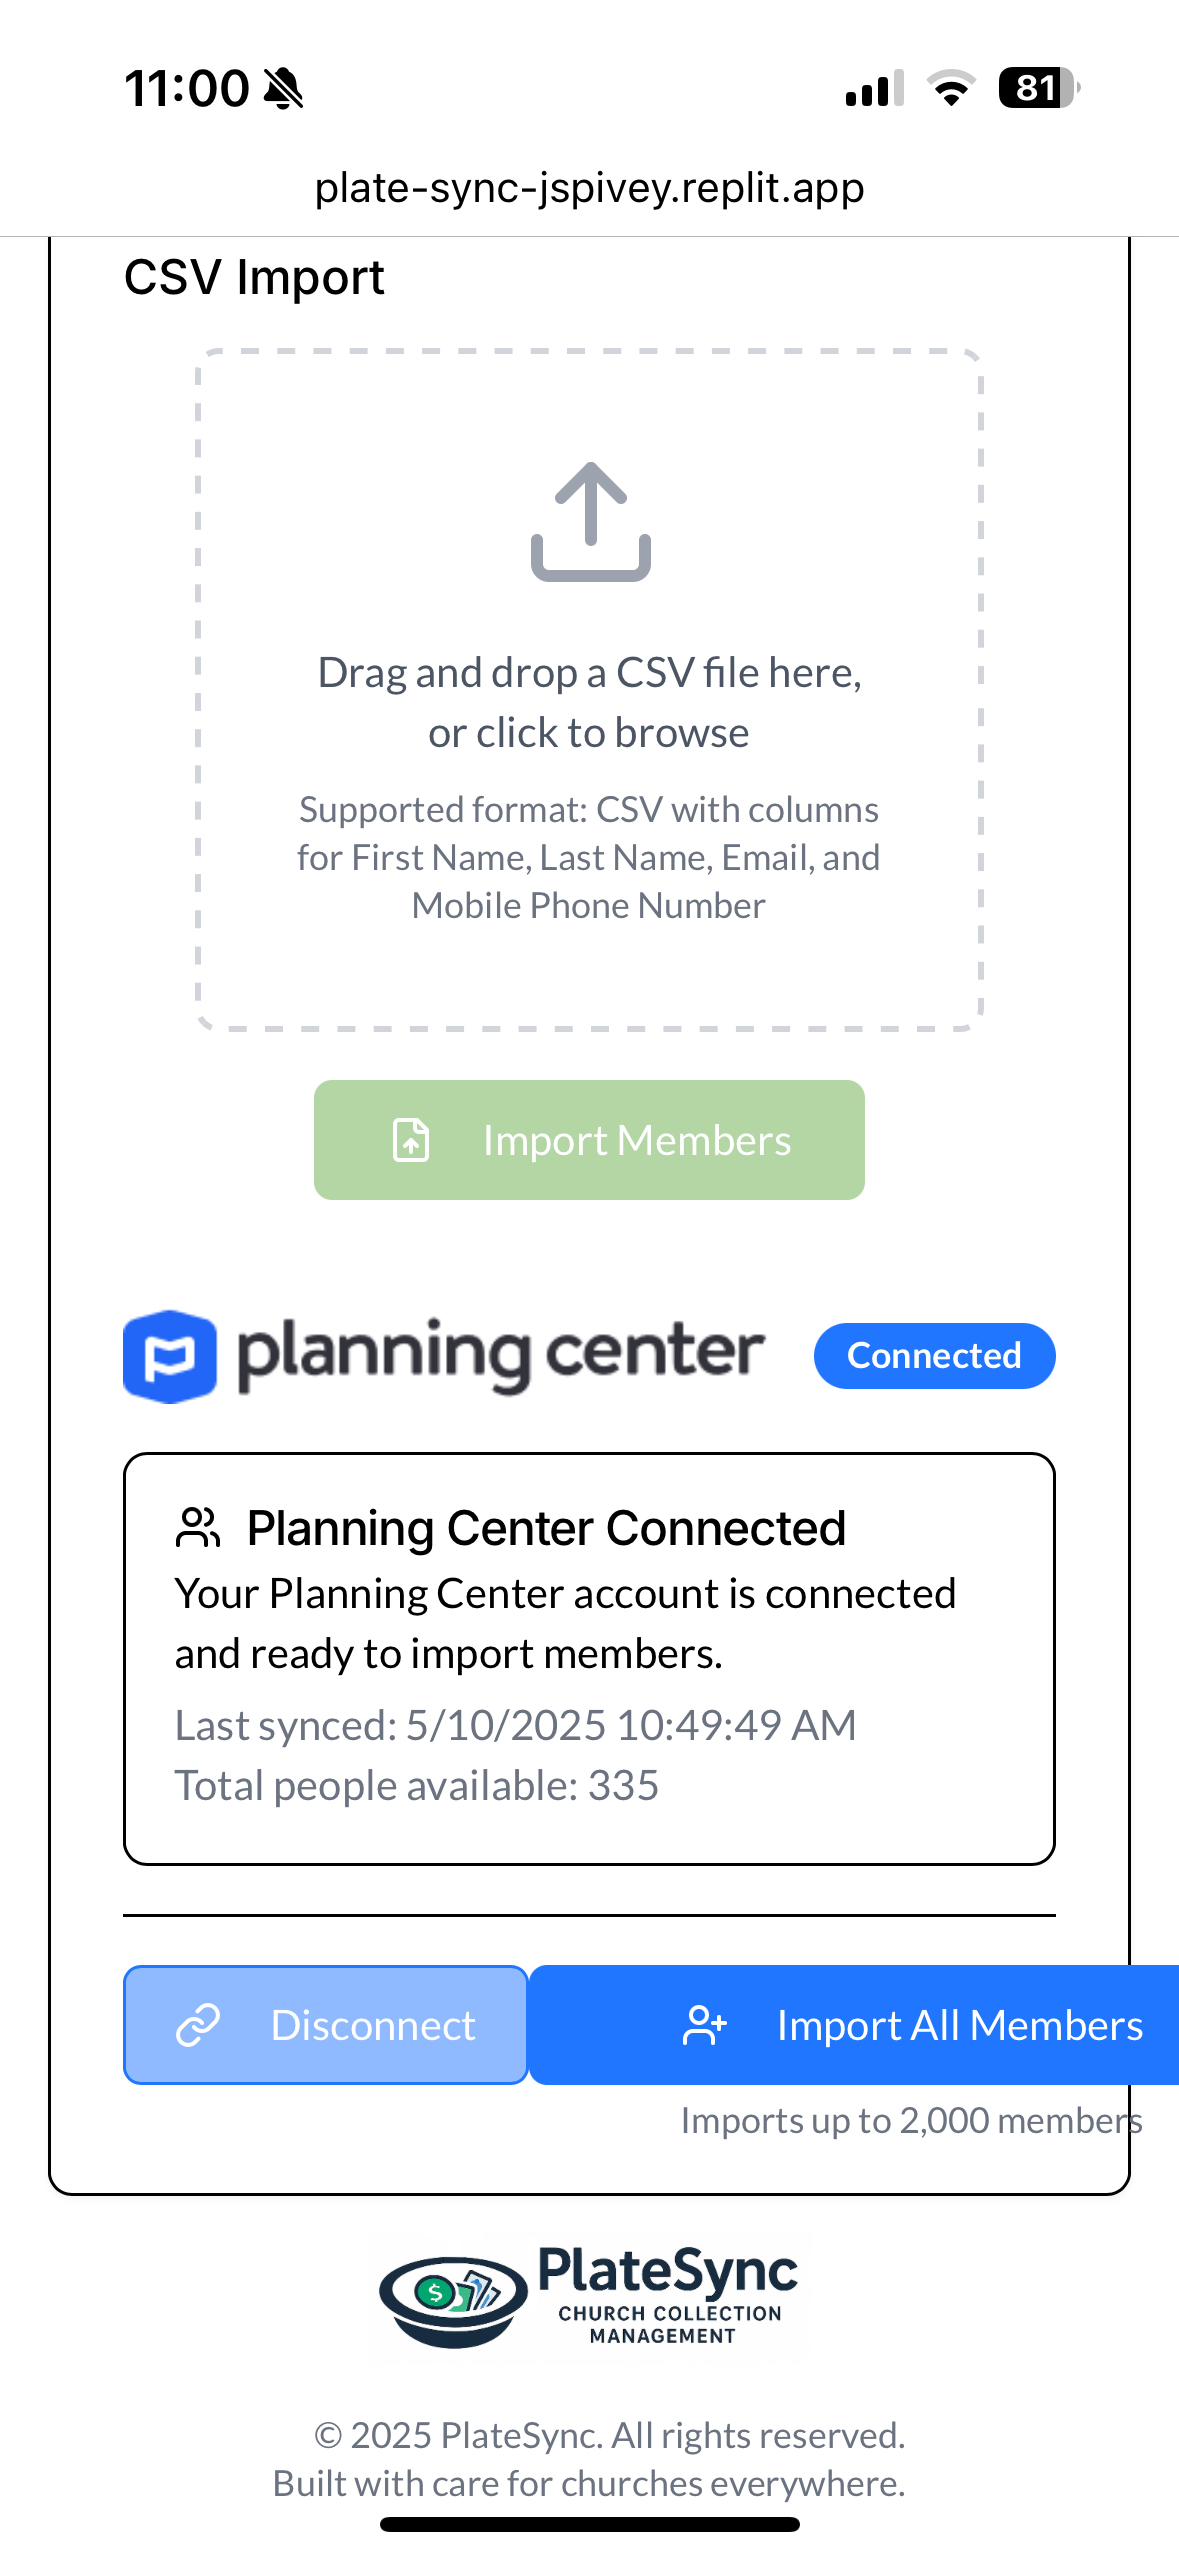 11:00
81
plate-sync-jspivey.replit.app
CSV Import
Drag and drop a CSV file here,
or click to browse
Supported format: CSV with columns
for First Name, Last Name, Email, and
Mobile Phone Number
Import Members
planning center
Connected
Planning Center Connected
Your Planning Center account is connected
and ready to import members.
Last synced: 5/10/2025 10:49:49 AM
Total people available: 335
Disconnect
Import All Members
Imports up to 2,000 members
$
PlateSync
CHURCH COLLECTION
MANAGEMENT
© 2025 PlateSync. All rights reserved.
Built with care for churches everywhere.